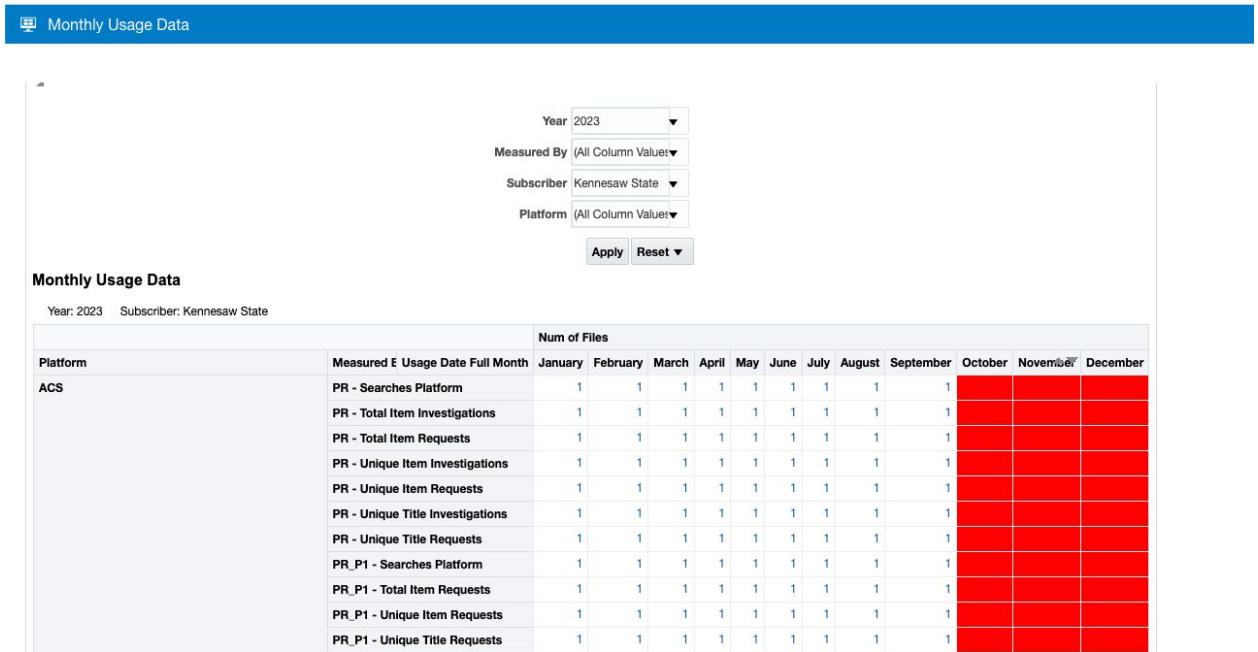 Monthly Usage Data
Year 2023
Measured By (All Column Values
Subscriber Kennesaw State
Platform (All Column Values
Apply Reset
Monthly Usage Data
Year: 2023 Subscriber: Kennesaw State
Num of Files
Platform Measured B Usage Date Full Month January February March April May June July August September October November December
ACS PR - Searches Platform 1 1 1 1 1 1 1 1 1
PR - Total Item Investigations 1 1 1 1 1 1 1 1 1
PR - Total Item Requests 1 1 1 1 1 1 1 1 1
PR - Unique Item Investigations 1 1 1 1 1 1 1 1 1
PR - Unique Item Requests 1 1 1 1 1 1 1 1 1
PR - Unique Title Investigations 1 1 1 1 1 1 1 1 1
PR - Unique Title Requests 1 1 1 1 1 1 1 1 1
PR_P1 - Searches Platform 1 1 1 1 1 1 1 1 1
PR_P1 - Total Item Requests 1 1 1 1 1 1 1 1 1
PR_P1 - Unique Item Requests 1 1 1 1 1 1 1 1 1
PR_P1 - Unique Title Requests 1 1 1 1 1 1 1 1 1